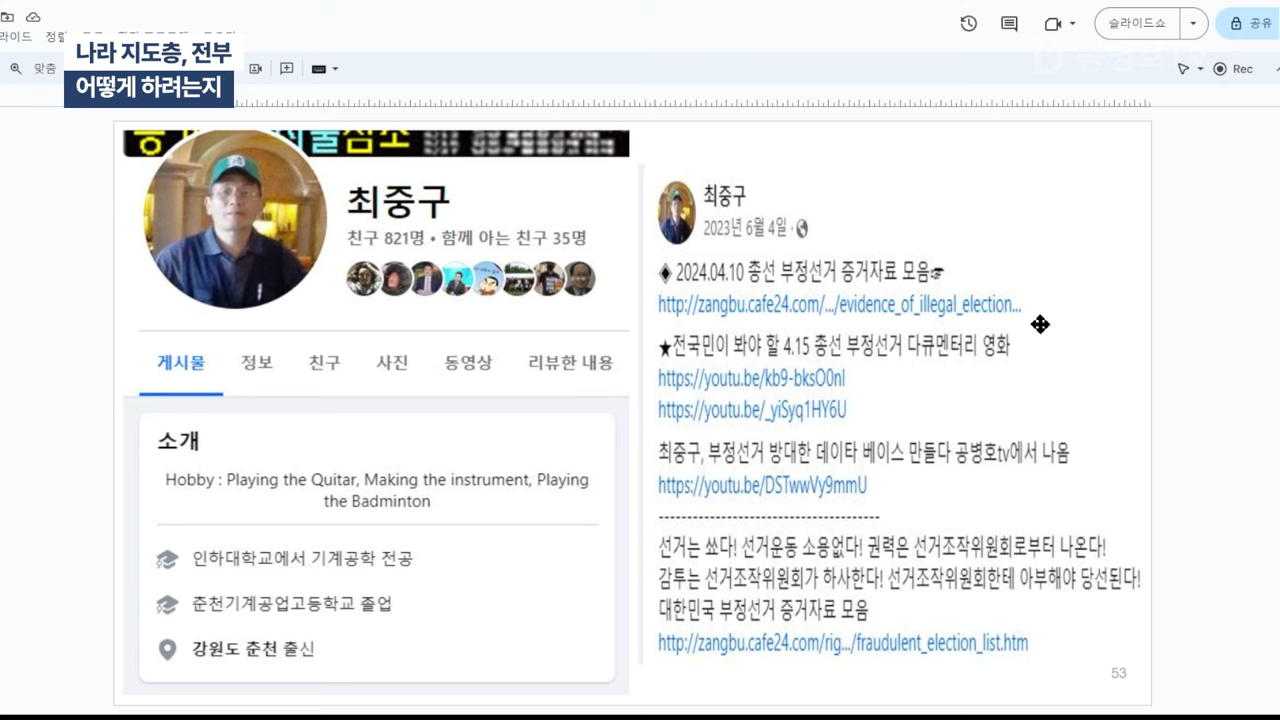 나라 지도층, 전부
어떻게 하려는지
맞춤
슬라이드쇼
공유
Rec
공병호TV
최중구
친구 821명 • 함께 아는 친구 35명
게시물 정보 친구 사진 동영상 리뷰한 내용
소개
Hobby : Playing the Quitar, Making the instrument, Playing
the Badminton
인하대학교에서 기계공학 전공
춘천기계공업고등학교 졸업
강원도 춘천 출신
최중구
2023년 6월 4일 ·
◈ 2024.04.10 총선 부정선거 증거자료 모음☞
http://zangbu.cafe24.com/.../evidence_of_illegal_election...
★전국민이 봐야 할 4.15 총선 부정선거 다큐멘터리 영화
https://youtu.be/kb9-bksO0nI
https://youtu.be/_yiSyq1HY6U
최중구, 부정선거 방대한 데이타 베이스 만들다 공병호tv에서 나옴
https://youtu.be/DSTwwVy9mmU
-------------------------------------
선거는 쑈다! 선거운동 소용없다! 권력은 선거조작위원회로부터 나온다!
감투는 선거조작위원회가 하사한다! 선거조작위원회한테 아부해야 당선된다!
대한민국 부정선거 증거자료 모음
http://zangbu.cafe24.com/rig.../fraudulent_election_list.htm
53